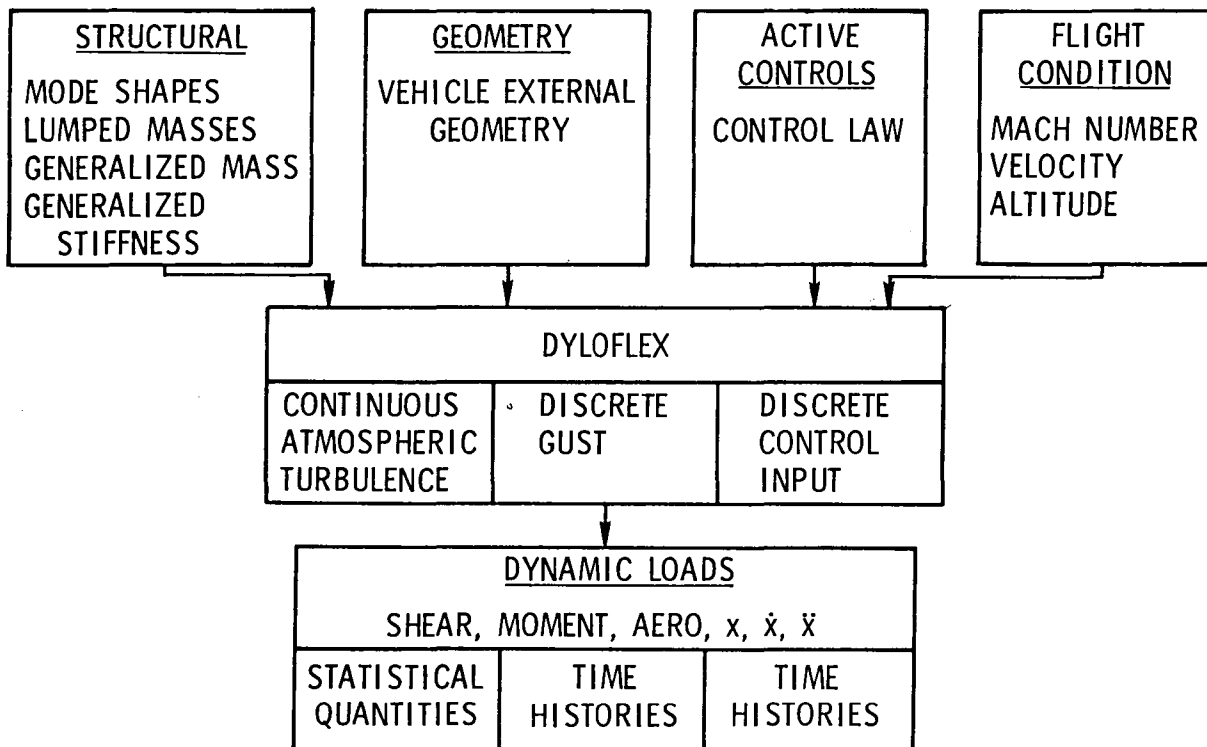 STRUCTURAL
MODE SHAPES
LUMPED MASSES
GENERALIZED MASS
GENERALIZED
STIFFNESS
GEOMETRY
VEHICLE EXTERNAL
GEOMETRY
ACTIVE
CONTROLS
CONTROL LAW
FLIGHT
CONDITION
MACH NUMBER
VELOCITY
ALTITUDE
DYLOFLEX
CONTINUOUS
ATMOSPHERIC
TURBULENCE
DISCRETE
GUST
DISCRETE
CONTROL
INPUT
DYNAMIC LOADS
SHEAR, MOMENT, AERO, x, ẋ, ẍ
STATISTICAL
QUANTITIES
TIME
HISTORIES
TIME
HISTORIES